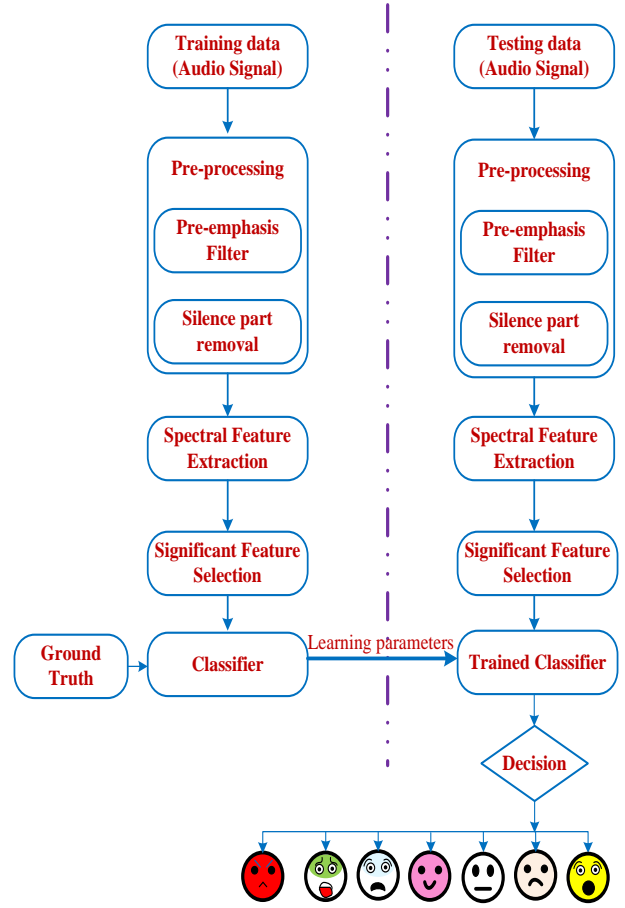 Training data
(Audio Signal)
Pre-processing
Pre-emphasis
Filter
Silence part
removal
Spectral Feature
Extraction
Significant Feature
Selection
Ground
Truth
Classifier
Learning parameters
Testing data
(Audio Signal)
Pre-processing
Pre-emphasis
Filter
Silence part
removal
Spectral Feature
Extraction
Significant Feature
Selection
Trained Classifier
Decision